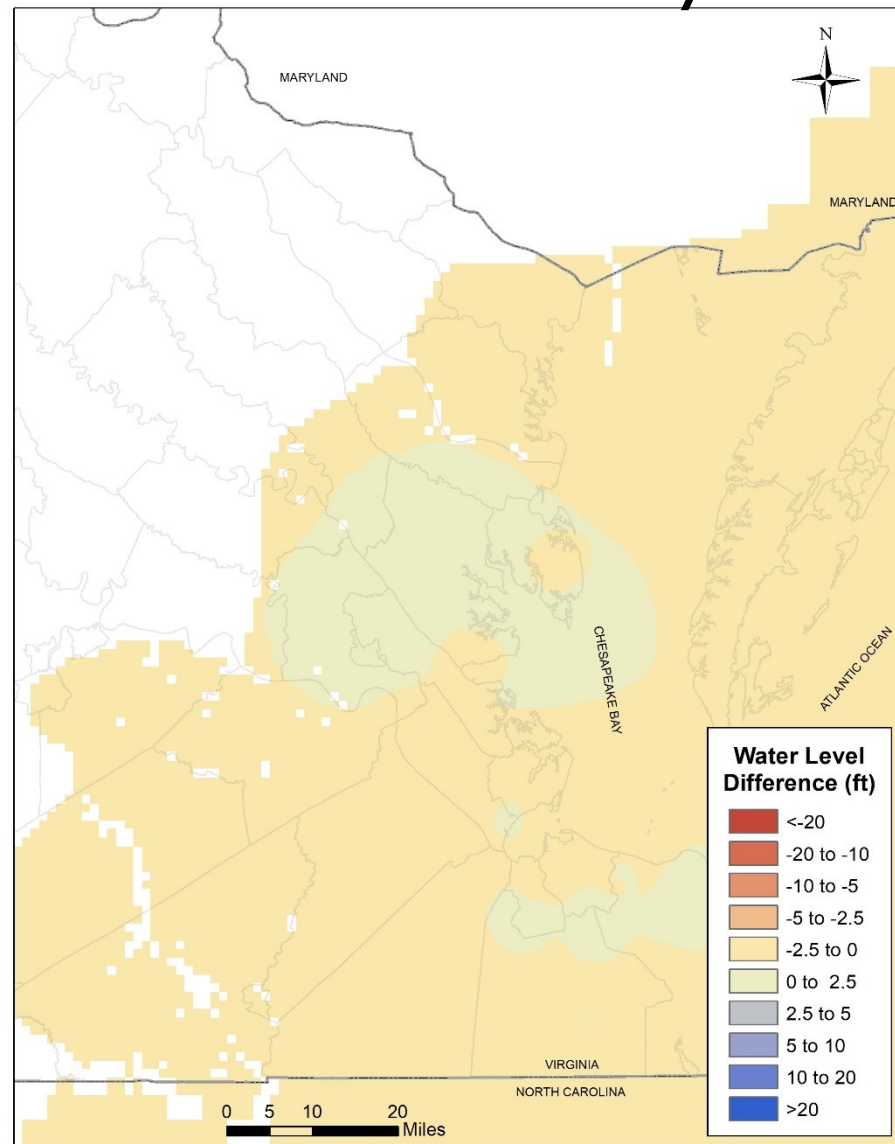 N
MARYLAND
MARYLAND
CHESAPEAKE BAY
ATLANTIC OCEAN
Water Level
Difference (ft)
<-20
-20 to -10
-10 to -5
-5 to -2.5
-2.5 to 0
0 to 2.5
2.5 to 5
5 to 10
10 to 20
>20
VIRGINIA
NORTH CAROLINA
0 5 10 20
Miles